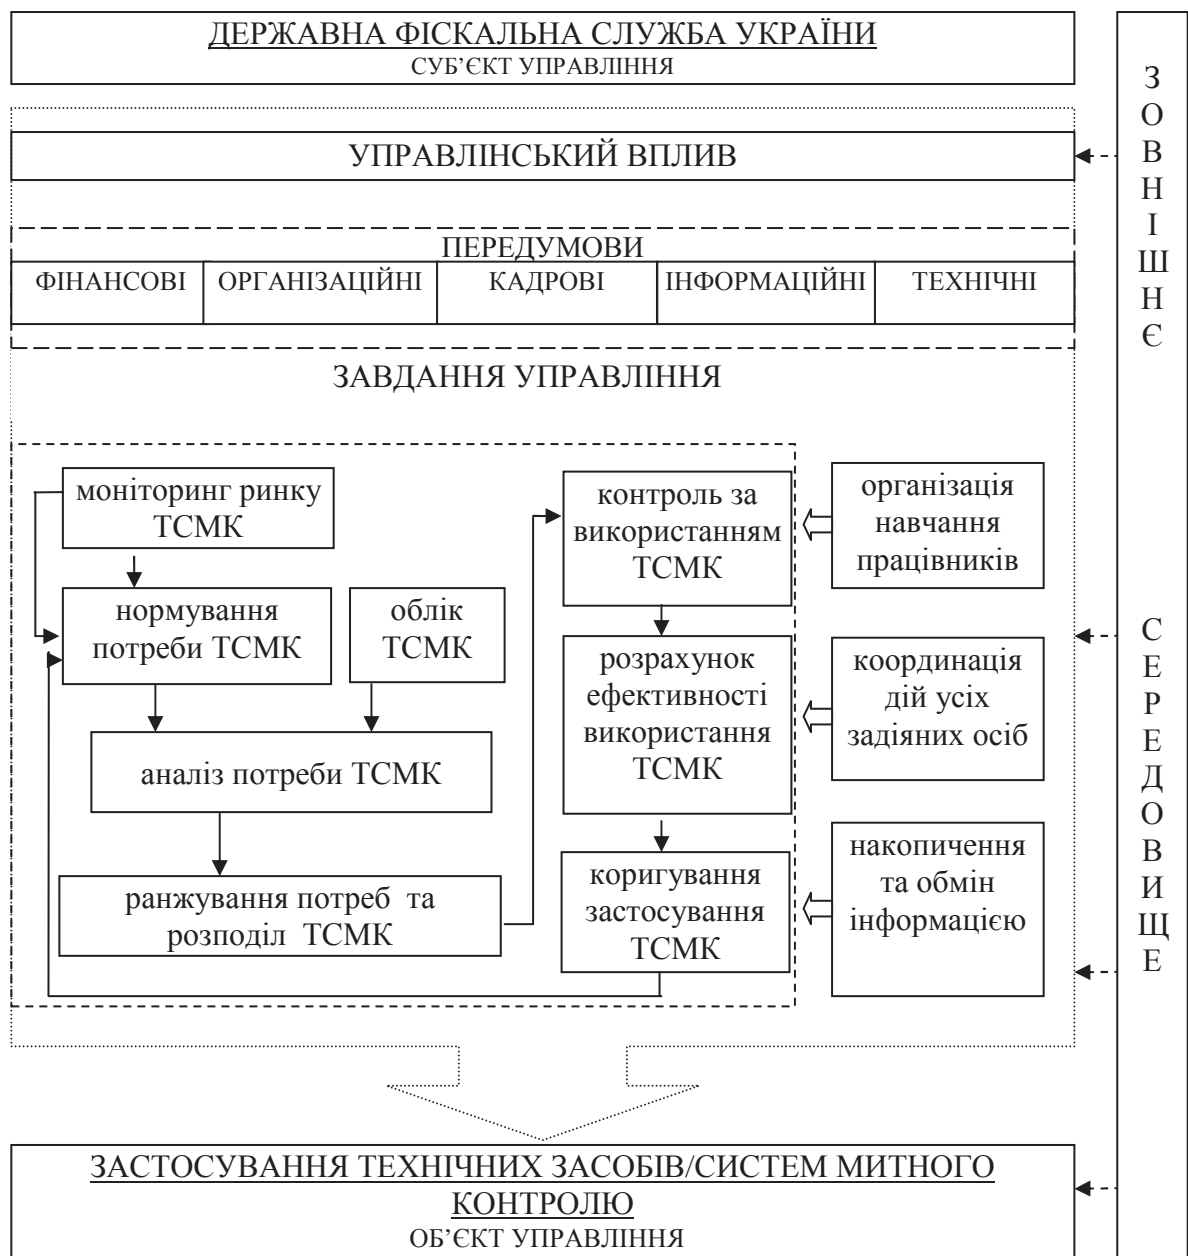 ДЕРЖАВНА ФІСКАЛЬНА СЛУЖБА УКРАЇНИ
СУБ’ЄКТ УПРАВЛІННЯ
УПРАВЛІНСЬКИЙ ВПЛИВ
ПЕРЕДУМОВИ
ФІНАНСОВІ
ОРГАНІЗАЦІЙНІ
КАДРОВІ
ІНФОРМАЦІЙНІ
ТЕХНІЧНІ
ЗАВДАННЯ УПРАВЛІННЯ
моніторинг ринку
ТСМК
нормування
потреби ТСМК
облік
ТСМК
аналіз потреби ТСМК
ранжування потреб та
розподіл ТСМК
контроль за
використанням
ТСМК
розрахунок
ефективності
використання
ТСМК
коригування
застосування
ТСМК
організація
навчання
працівників
координація
дій усіх
задіяних осіб
накопичення
та обмін
інформацією
ЗАСТОСУВАННЯ ТЕХНІЧНИХ ЗАСОБІВ/СИСТЕМ МИТНОГО
КОНТРОЛЮ
ОБ’ЄКТ УПРАВЛІННЯ
ЗОВНІШНЄ
СЕРЕДОВИЩЕ